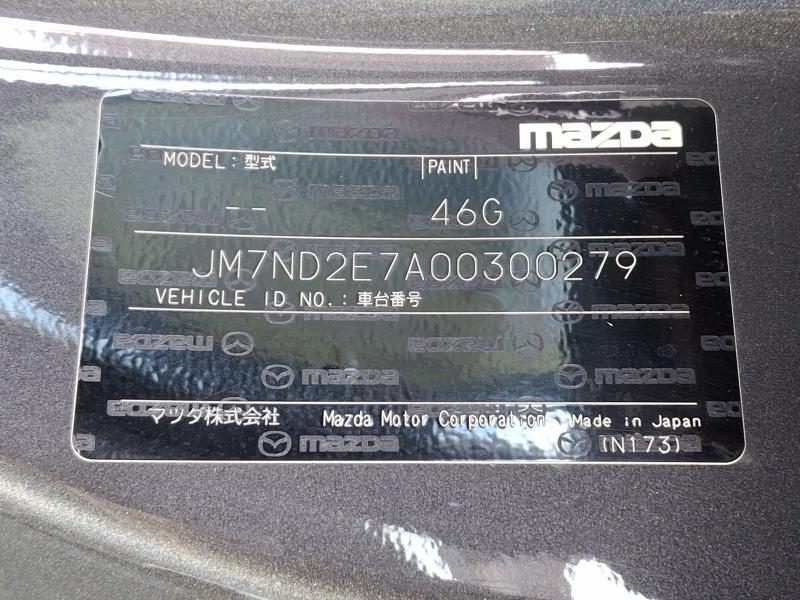 mazda
MODEL：型式 PAINT
-- 46G
JM7ND2E7A00300279
VEHICLE ID NO.：車台番号
マツダ株式会社 Mazda Motor Corporation Made in Japan
(N173)